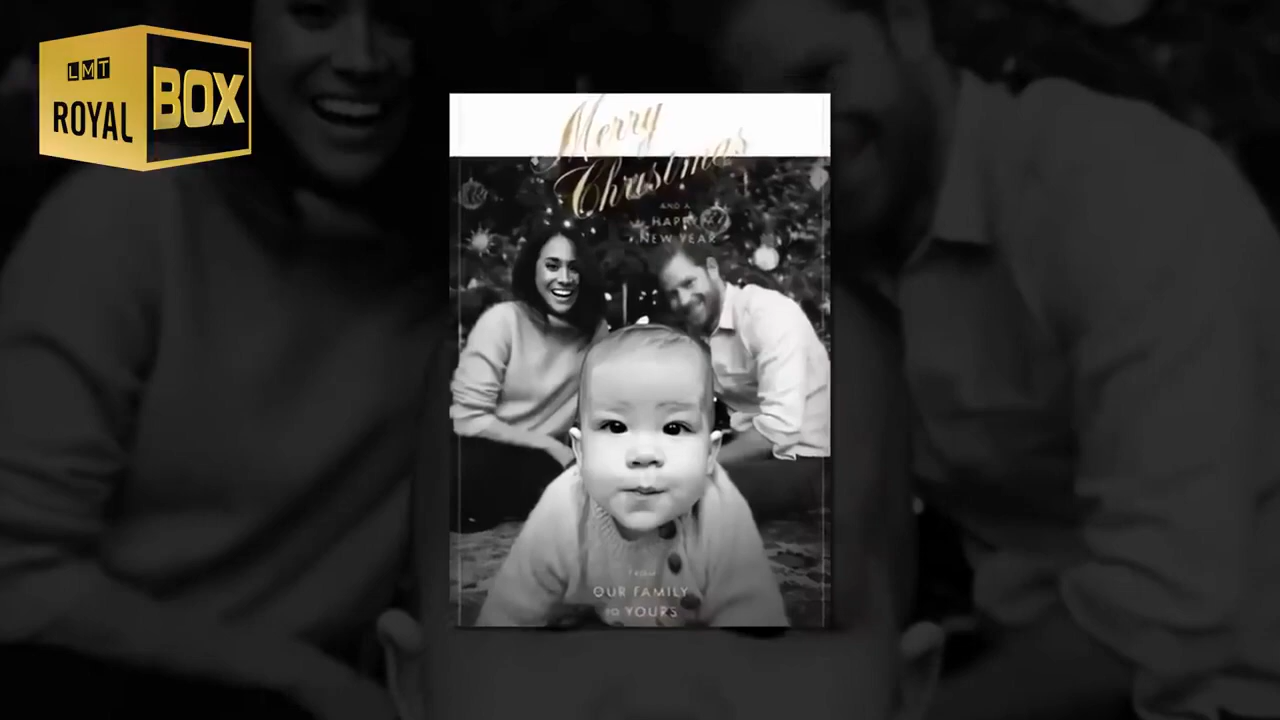 LMT
ROYAL
BOX
Merry
Christmas
AND A
HAPPY
NEW YEAR
FROM
OUR FAMILY
TO YOURS